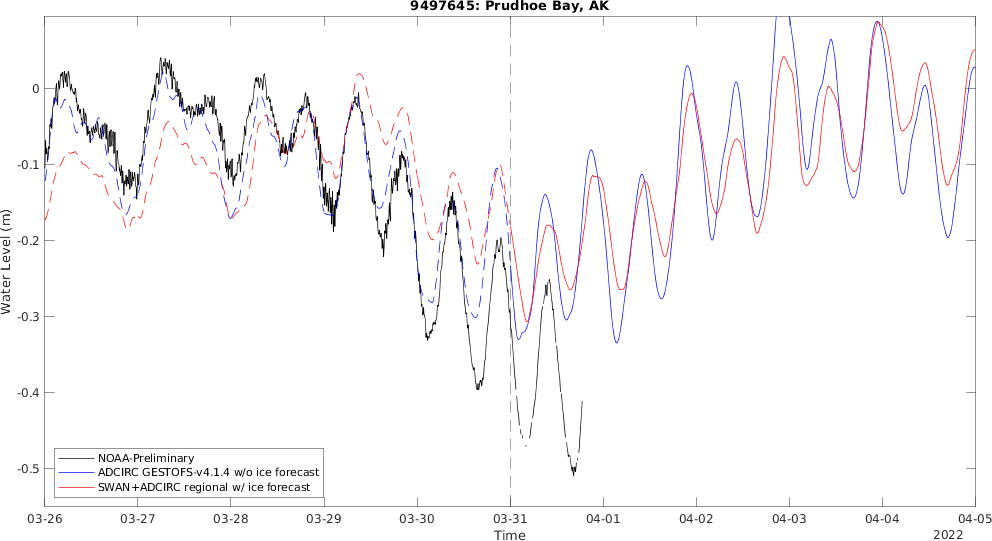 9497645: Prudhoe Bay, AK
0
-0.1
-0.2
-0.3
-0.4
-0.5
Water Level (m)
NOAA-Preliminary
ADCIRC GESTOFS-v4.1.4 w/o ice forecast
SWAN+ADCIRC regional w/ ice forecast
03-26 03-27 03-28 03-29 03-30 03-31 04-01 04-02 04-03 04-04 04-05
Time
2022